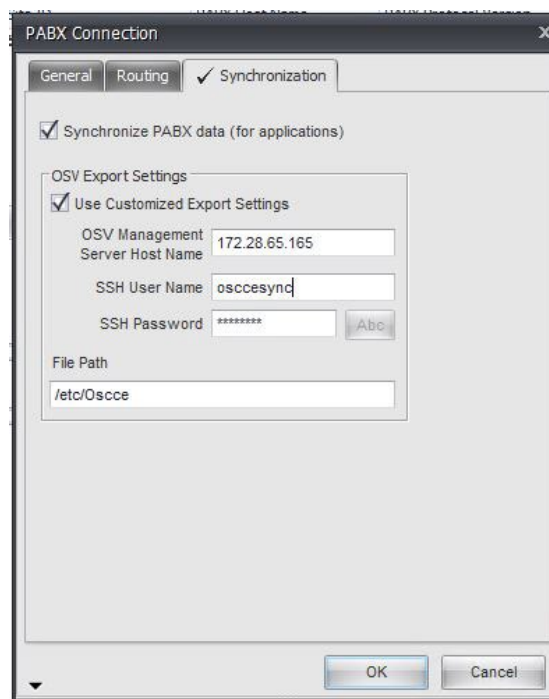 PABX Connection
General
Routing
Synchronization
Synchronize PABX data (for applications)
OSV Export Settings
Use Customized Export Settings
OSV Management
Server Host Name
172.28.65.165
SSH User Name
osccesync
SSH Password
********
Abc
File Path
/etc/Oscce
OK
Cancel